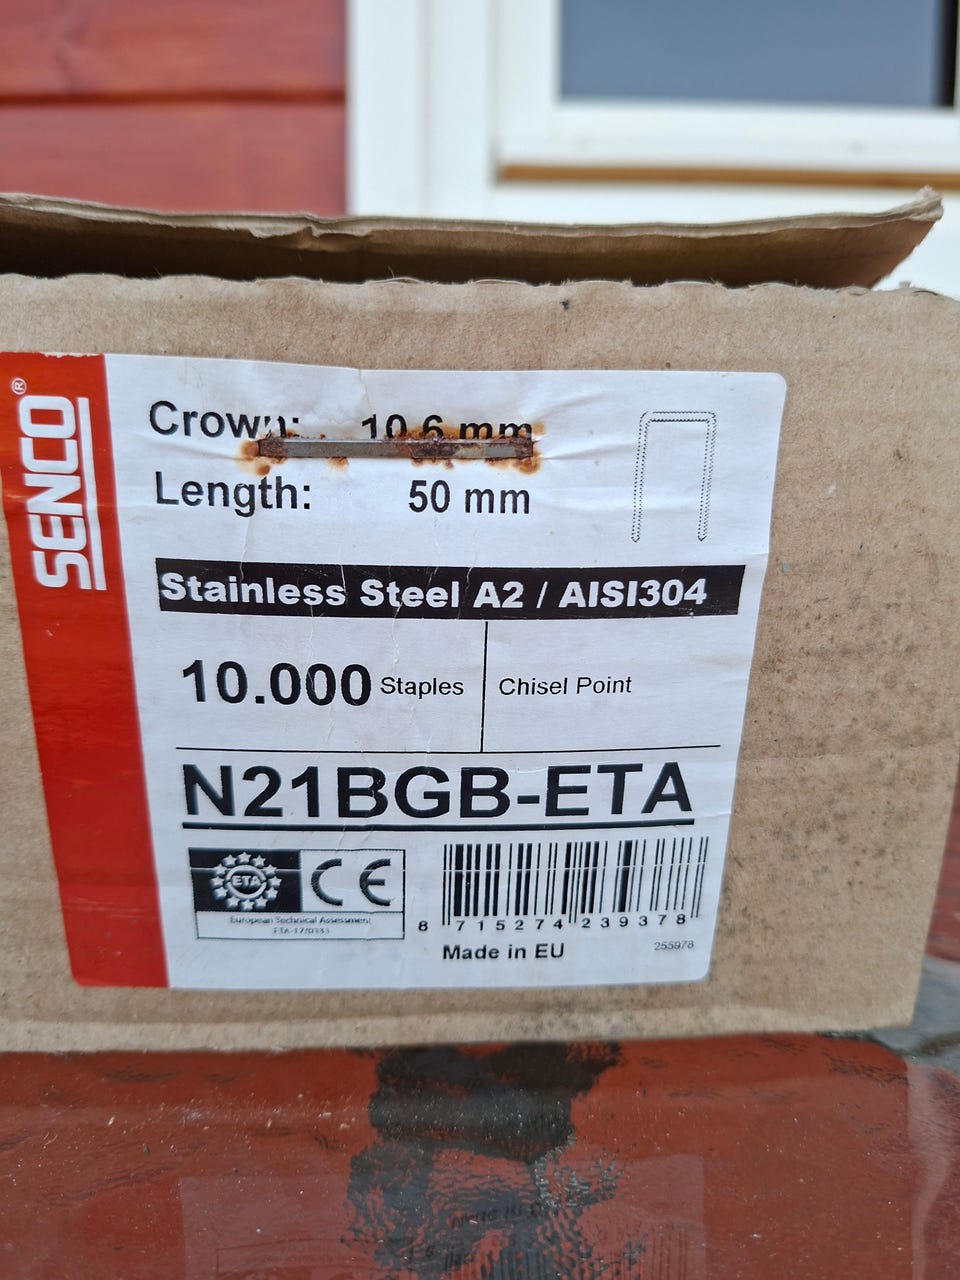 SENCO®
Crown: 10.6 mm
Length: 50 mm
Stainless Steel A2 / AISI304
10.000 Staples
Chisel Point
N21BGB-ETA
ETA
CE
European Technical Assessment
8 715274 239378
Made in EU
255978